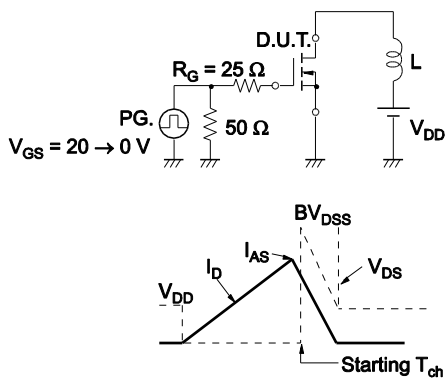 D.U.T.
R_G = 25 Ω
L
PG.
50 Ω
V_DD
V_GS = 20 → 0 V
BV_DSS
I_AS
I_D
V_DS
V_DD
Starting T_ch